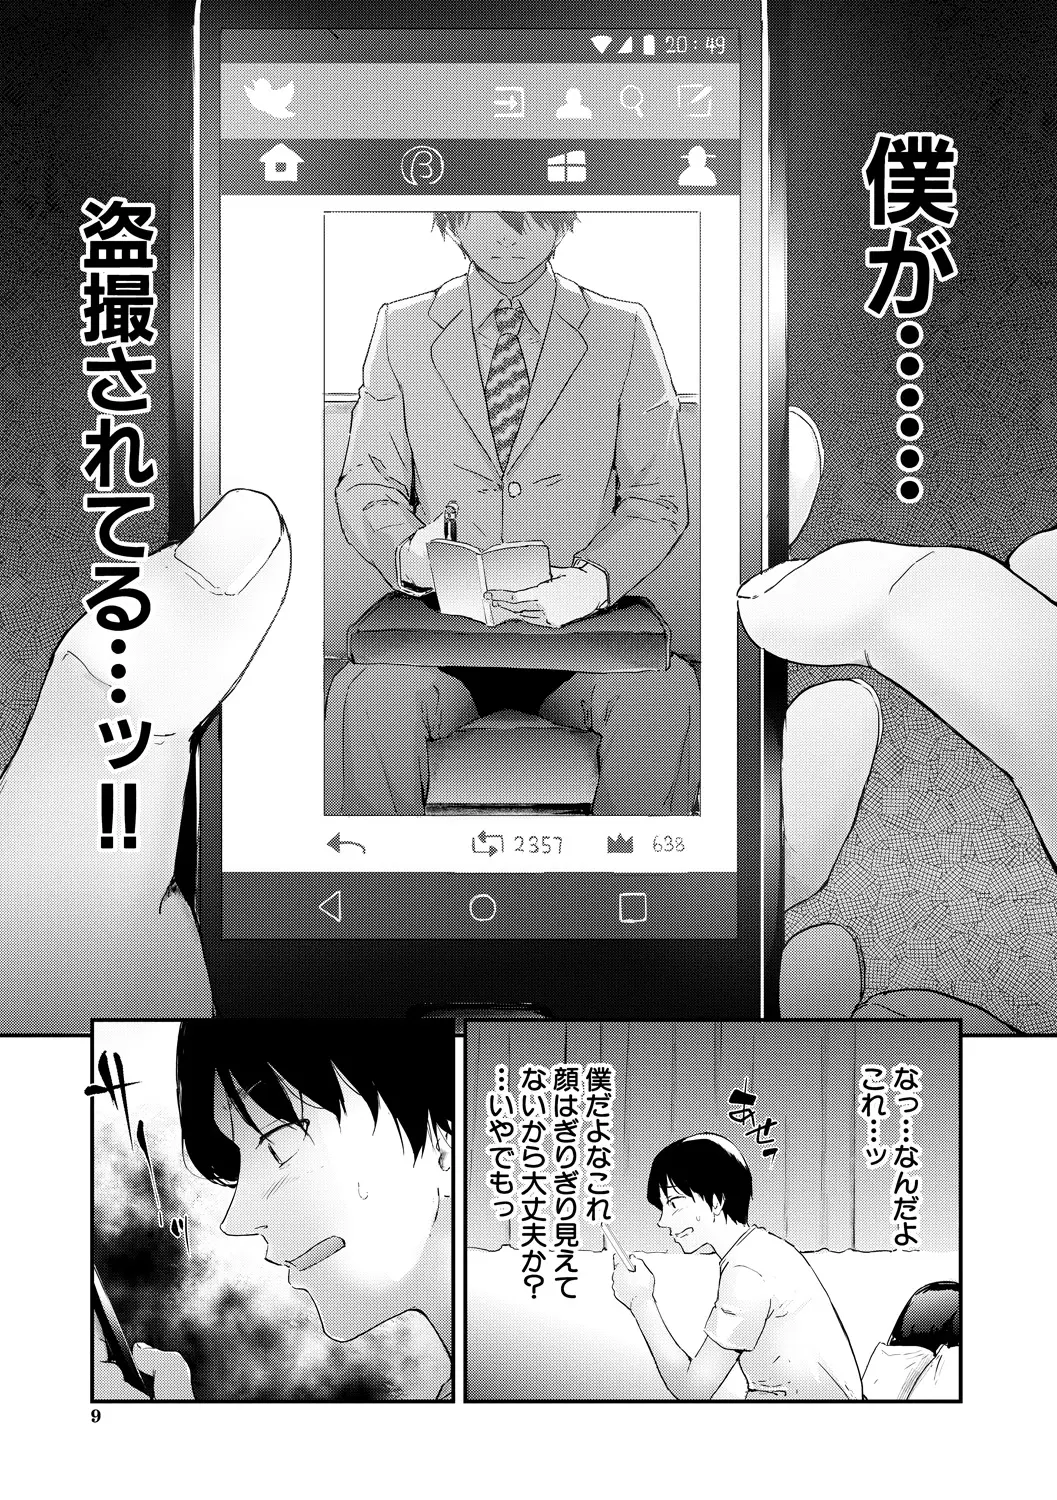 20:49
僕が………
盗撮されてる…ッ!!
2357
638
なっ…なんだよ
これ…ッ
あせっ
僕だよなこれ
顔はぎりぎり見えて
ないから大丈夫か?
…いやでもっ
9